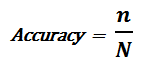 Accuracy = n/N